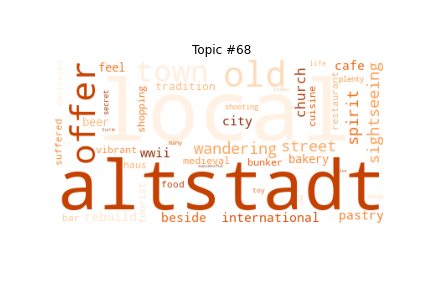 Topic #68
local
altstadt
offer
old
town
feel
tradition
secret
church
life
cafe
plenty
sightseeing
spirit
restaurant
cuisine
shooting
shopping
beer
city
suffered
vibrant
wwii
wandering
street
medieval
bunker
bakery
haus
food
many
toy
tourist
bar
rebuild
beside
international
pastry
turm